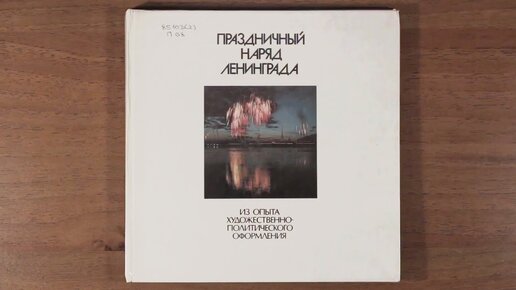 ПРАЗДНИЧНЫЙ
НАРЯД
ЛЕНИНГРАДА
ИЗ ОПЫТА
ХУДОЖЕСТВЕННО-
ПОЛИТИЧЕСКОГО
ОФОРМЛЕНИЯ